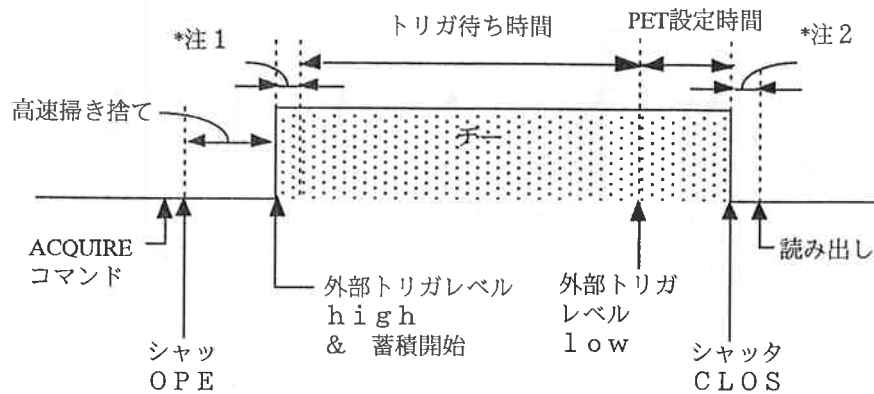 トリガ待ち時間
PET設定時間
*注１
*注２
高速掃き捨て
チー
ACQUIRE
コマンド
外部トリガレベル
ｈｉｇｈ
＆ 蓄積開始
外部トリガ
レベル
ｌｏｗ
読み出し
シャッ
ＯＰＥ
シャッタ
ＣＬＯＳ